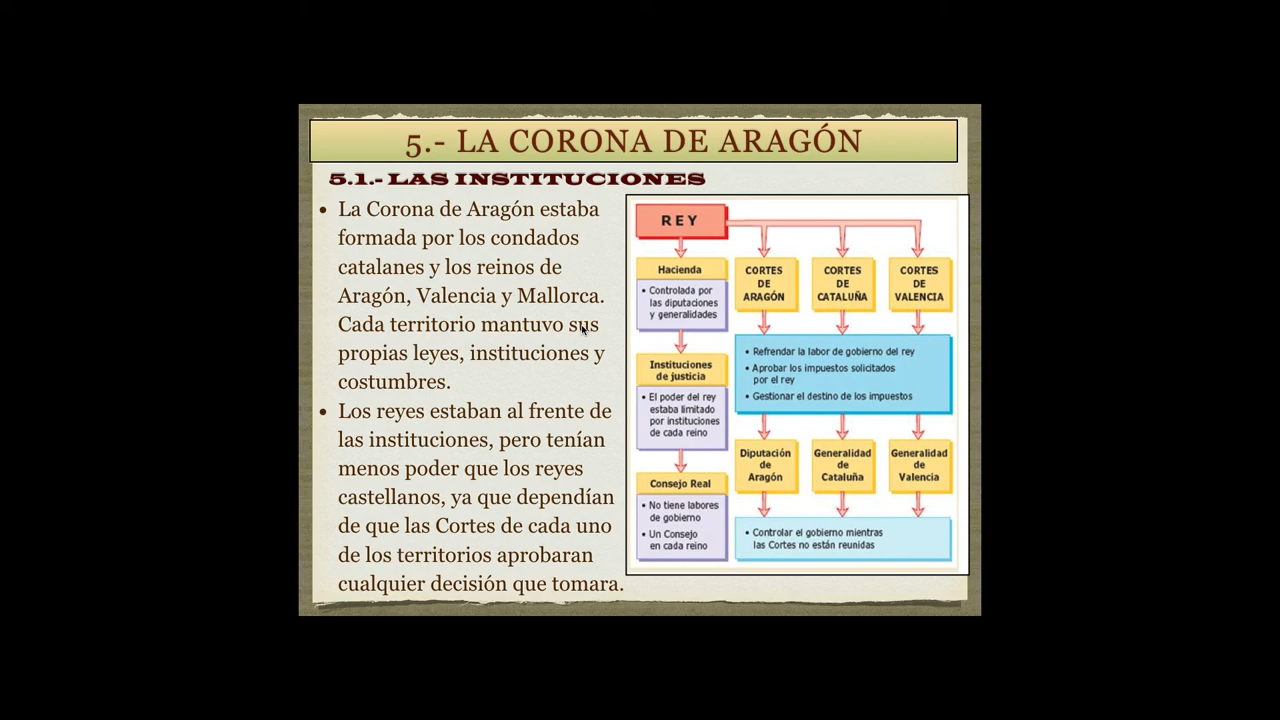 5.- LA CORONA DE ARAGÓN
5.1.- LAS INSTITUCIONES
• La Corona de Aragón estaba
formada por los condados
catalanes y los reinos de
Aragón, Valencia y Mallorca.
Cada territorio mantuvo sus
propias leyes, instituciones y
costumbres.
• Los reyes estaban al frente de
las instituciones, pero tenían
menos poder que los reyes
castellanos, ya que dependían
de que las Cortes de cada uno
de los territorios aprobaran
cualquier decisión que tomara.
REY
Hacienda
• Controlada por
las diputaciones
y generalidades
Instituciones
de justicia
• El poder del rey
estaba limitado
por instituciones
de cada reino
Consejo Real
• No tiene labores
de gobierno
• Un Consejo
en cada reino
CORTES
DE
ARAGÓN
CORTES
DE
CATALUÑA
CORTES
DE
VALENCIA
• Refrendar la labor de gobierno del rey
• Aprobar los impuestos solicitados
por el rey
• Gestionar el destino de los impuestos
Diputación
de
Aragón
Generalidad
de
Cataluña
Generalidad
de
Valencia
• Controlar el gobierno mientras
las Cortes no están reunidas